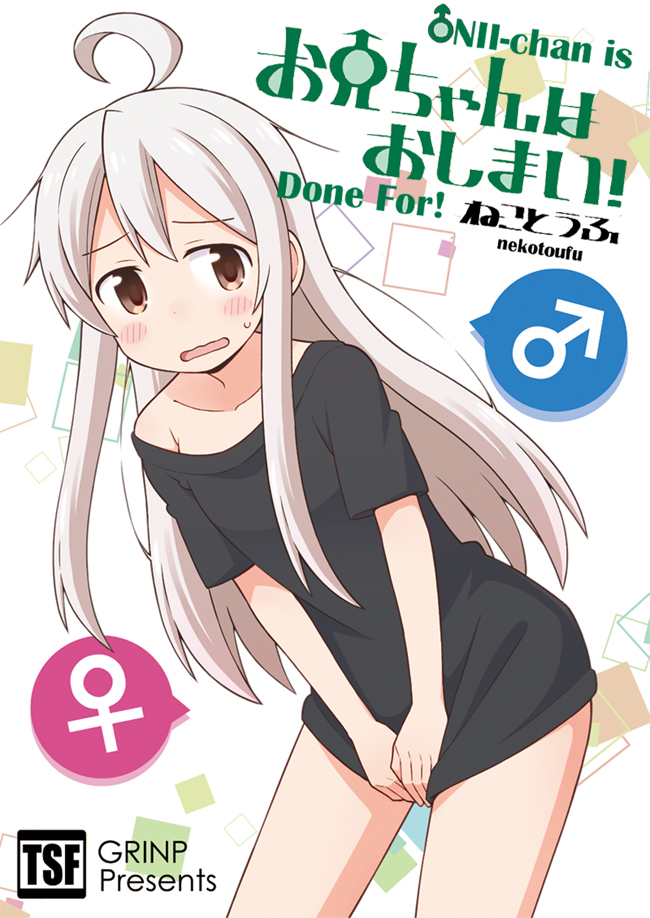 ♂NII-chan is
お兄ちゃんは
おしまい!
Done For!
ねことうふ
nekotoufu
♂
♀
TSF
GRINP
Presents